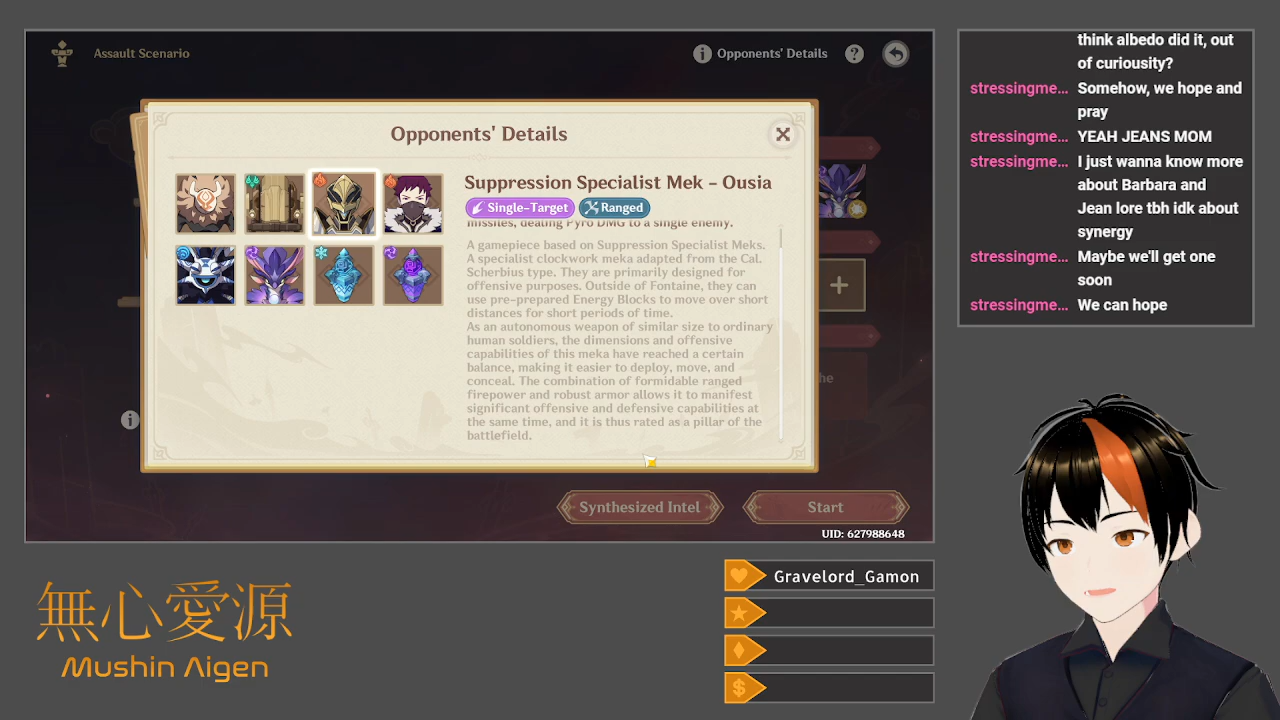 Assault Scenario
Opponents' Details
Opponents' Details
Suppression Specialist Mek – Ousia
Single-Target
Ranged
missiles, dealing Pyro DMG to a single enemy.
A gamepiece based on Suppression Specialist Meks.
A specialist clockwork meka adapted from the Cal.
Scherbius type. They are primarily designed for
offensive purposes. Outside of Fontaine, they can
use pre-prepared Energy Blocks to move over short
distances for short periods of time.
As an autonomous weapon of similar size to ordinary
human soldiers, the dimensions and offensive
capabilities of this meka have reached a certain
balance, making it easier to deploy, move, and
conceal. The combination of formidable ranged
firepower and robust armor allows it to manifest
significant offensive and defensive capabilities at
the same time, and it is thus rated as a pillar of the
battlefield.
he
Synthesized Intel
Start
UID: 627988648
think albedo did it, out
of curiousity?
stressingme... Somehow, we hope and
pray
stressingme... YEAH JEANS MOM
stressingme... I just wanna know more
about Barbara and
Jean lore tbh idk about
synergy
stressingme... Maybe we'll get one
soon
stressingme... We can hope
無心愛源
Mushin Aigen
Gravelord_Gamon